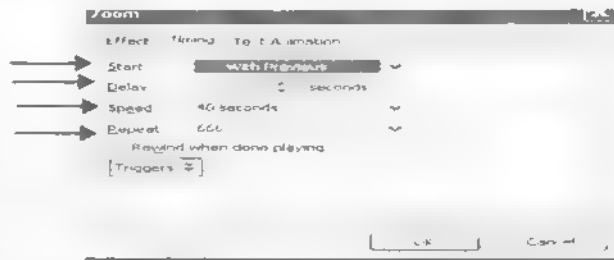 Zoom
Effect Timing Text Animation
Start With Previous
Delay seconds
Speed 40 seconds
Repeat 666
Rewind when done playing
Triggers
OK Cancel